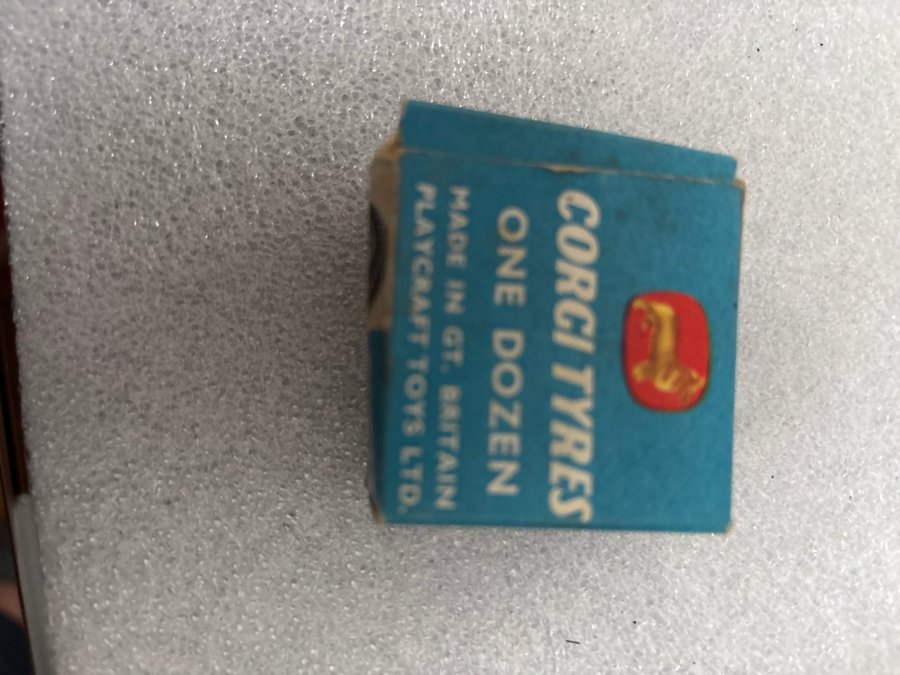 CORGI TYRES
ONE DOZEN
MADE IN GT. BRITAIN
PLAYCRAFT TOYS LTD.